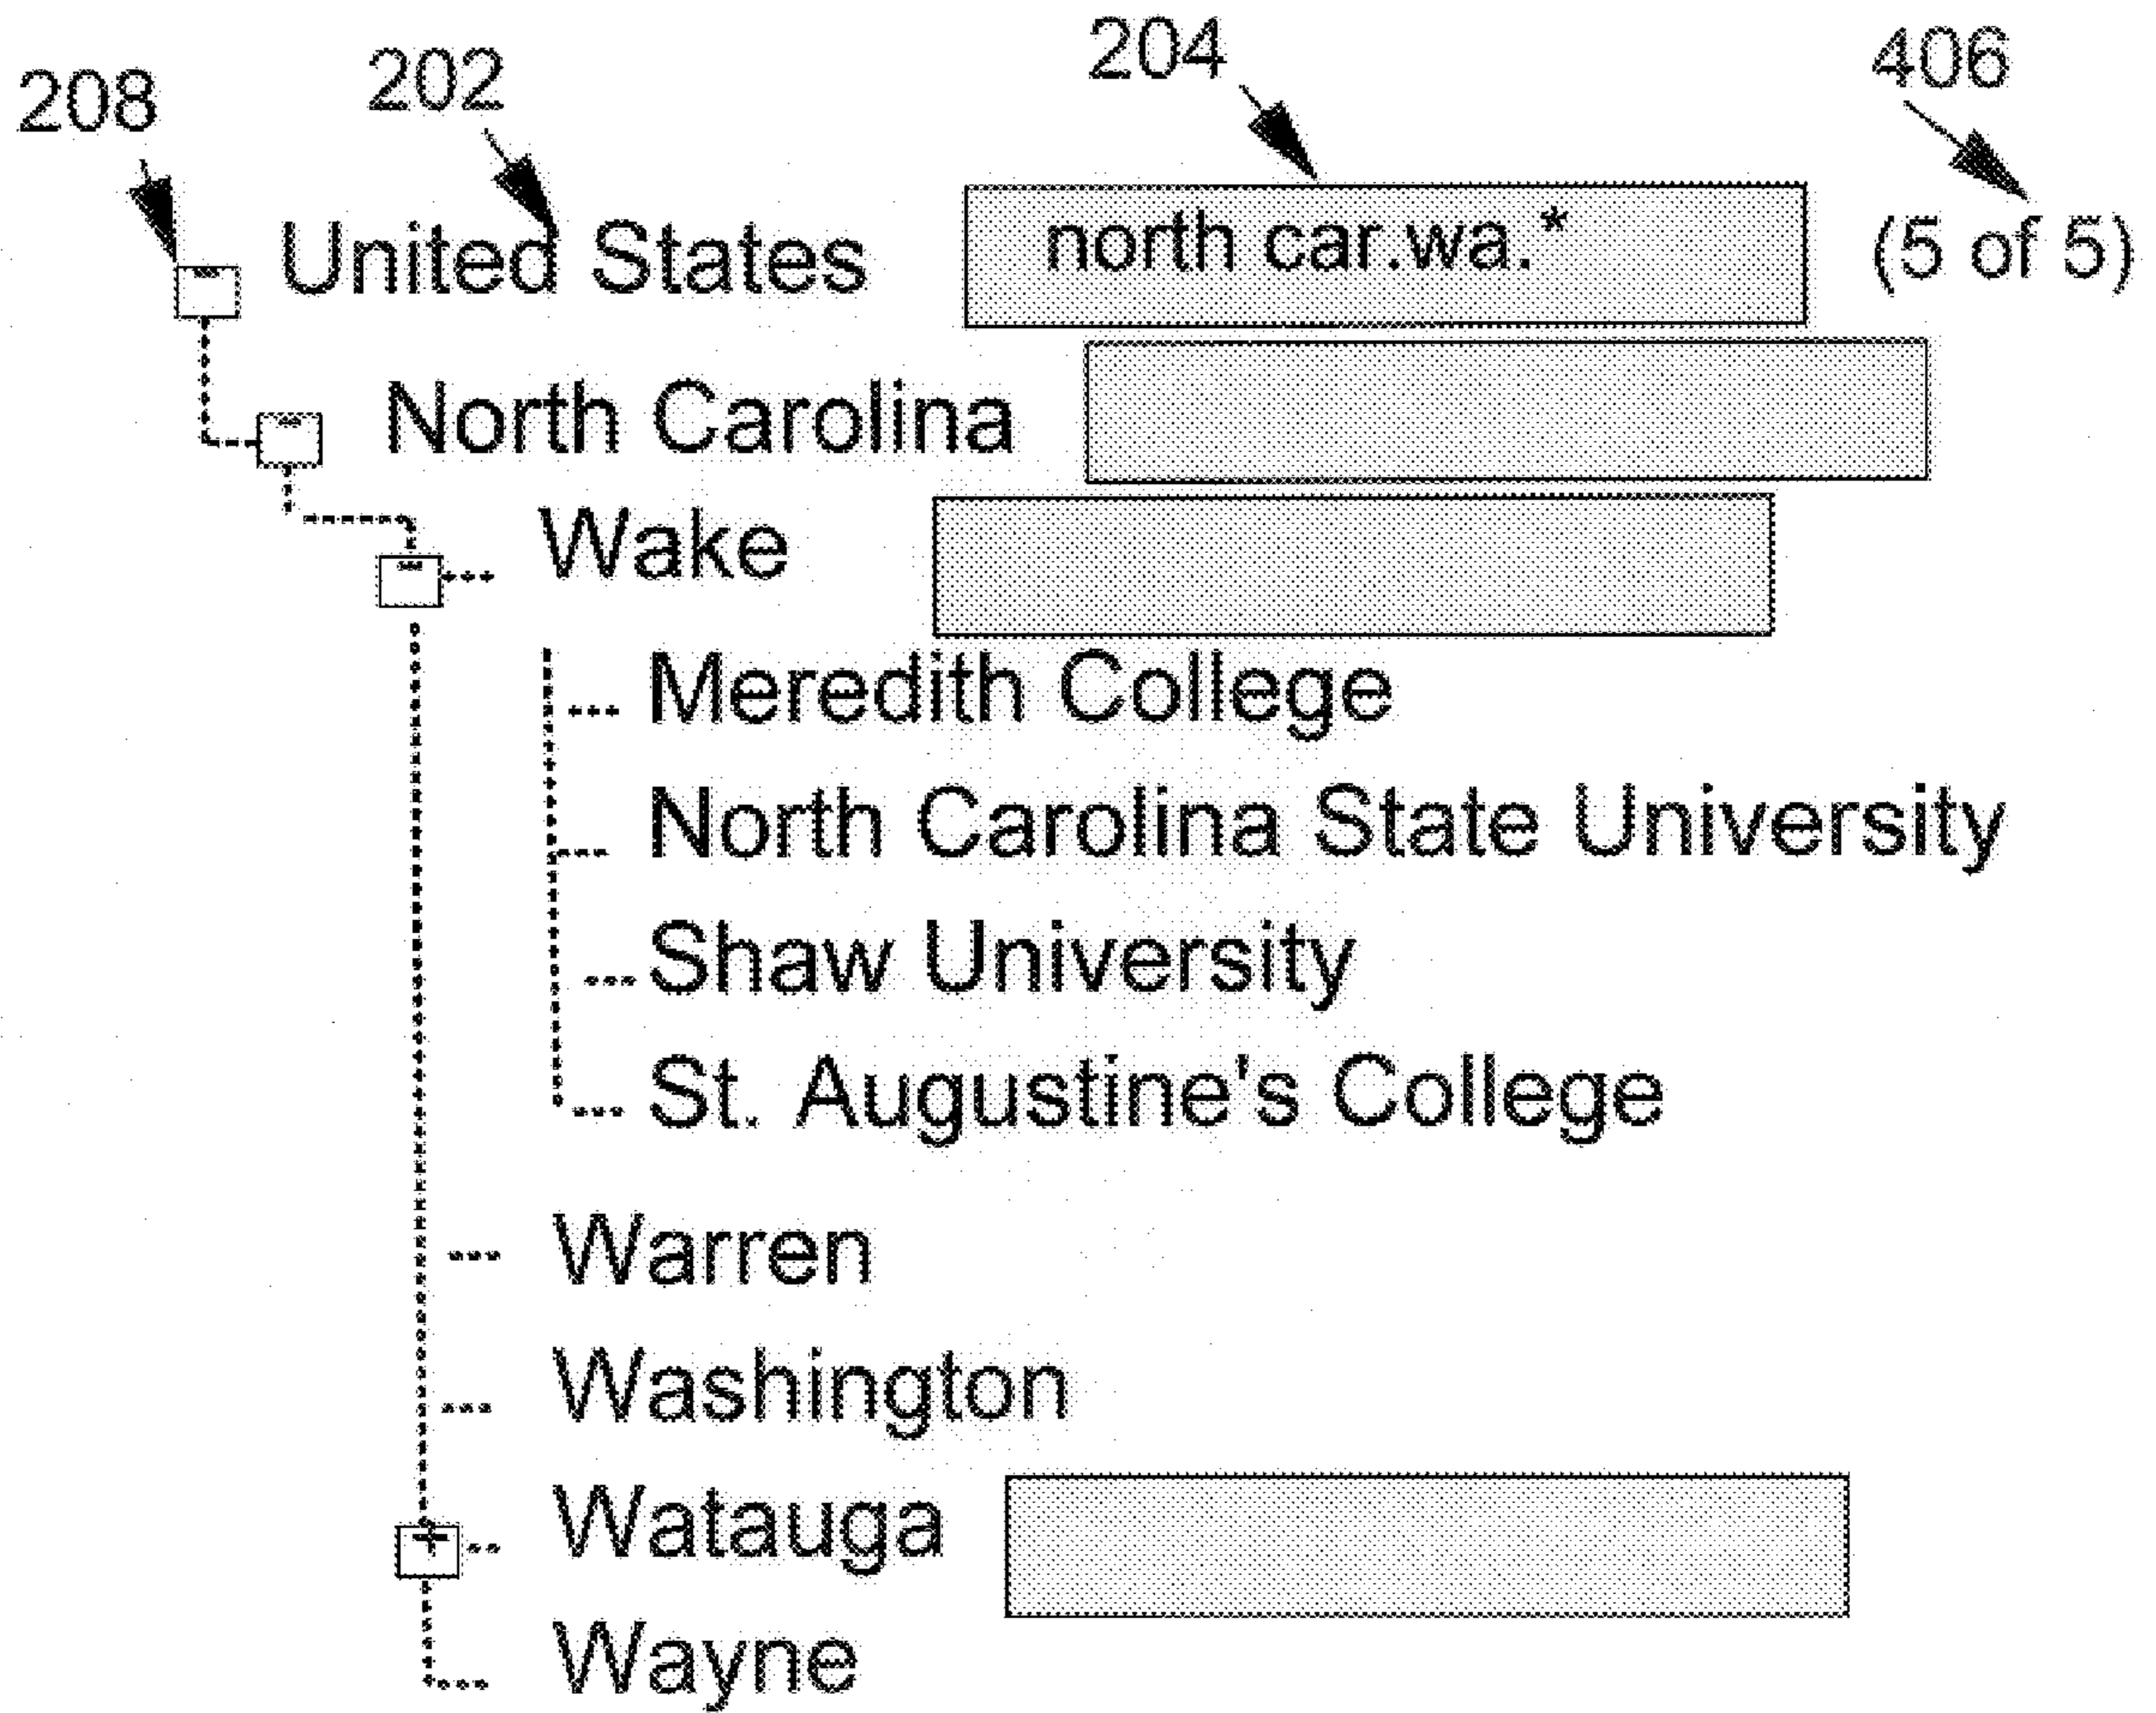 208 202 204 406
United States north car.wa.* (5 of 5)
North Carolina
Wake
Meredith College
North Carolina State University
Shaw University
St. Augustine's College
Warren
Washington
Watauga
Wayne